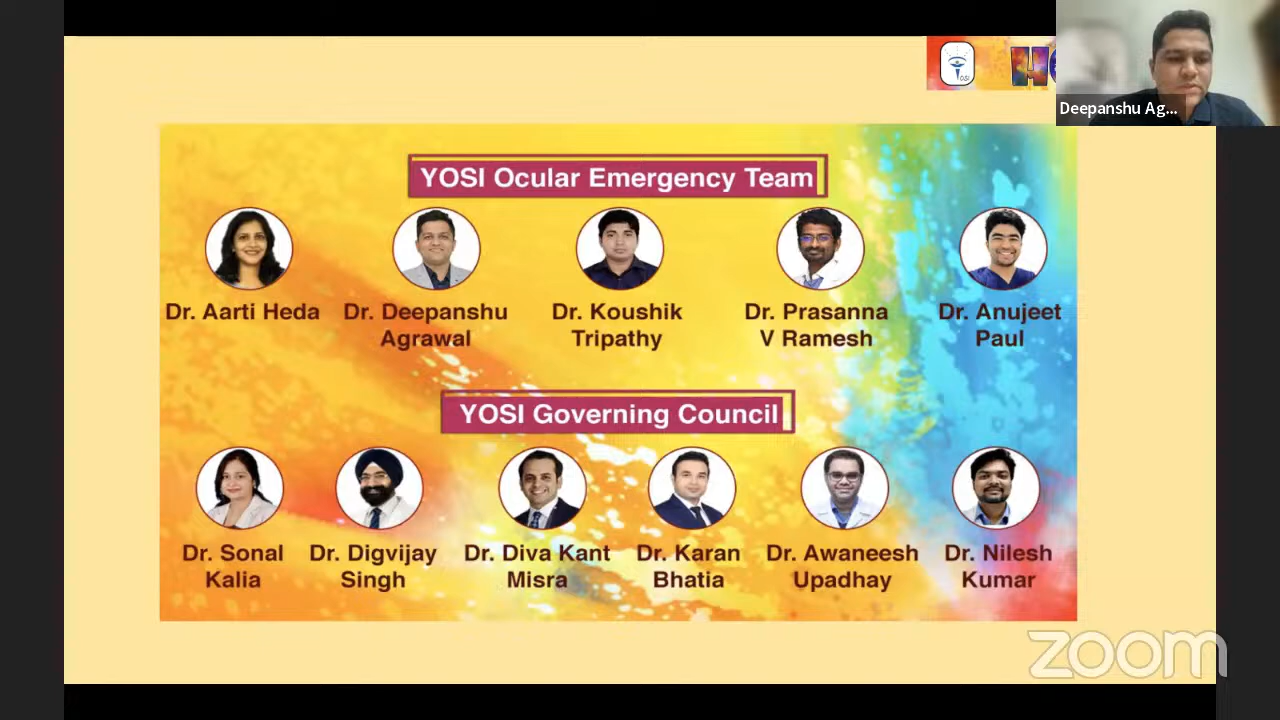 Deepanshu Ag...
YOSI Ocular Emergency Team
Dr. Aarti Heda
Dr. Deepanshu
Agrawal
Dr. Koushik
Tripathy
Dr. Prasanna
V Ramesh
Dr. Anujeet
Paul
YOSI Governing Council
Dr. Sonal
Kalia
Dr. Digvijay
Singh
Dr. Diva Kant
Misra
Dr. Karan
Bhatia
Dr. Awaneesh
Upadhay
Dr. Nilesh
Kumar
zoom